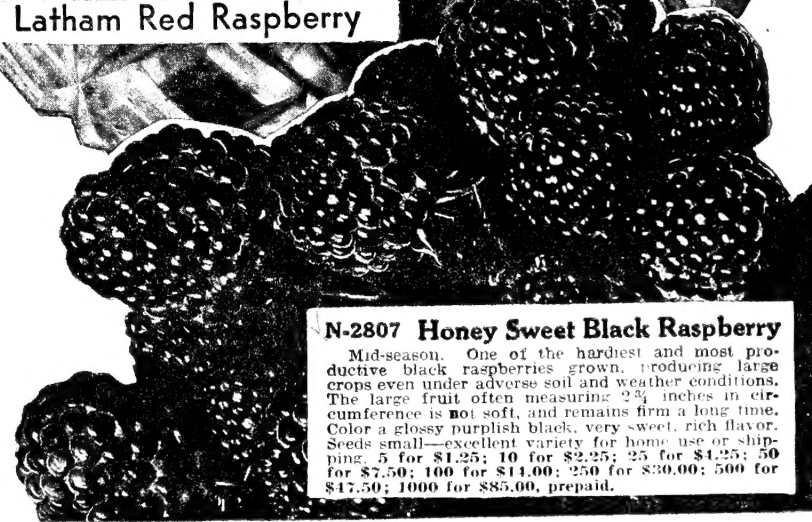 Latham Red Raspberry
N-2807 Honey Sweet Black Raspberry
Mid-season. One of the hardiest and most pro-
ductive black raspberries grown, producing large
crops even under adverse soil and weather conditions.
The large fruit often measuring 2¾ inches in cir-
cumference is not soft, and remains firm a long time.
Color a glossy purplish black, very sweet, rich flavor.
Seeds small—excellent variety for home use or ship-
ping. 5 for $1.25; 10 for $2.25; 25 for $4.25; 50
for $7.50; 100 for $14.00; 250 for $30.00; 500 for
$47.50; 1000 for $85.00, prepaid.